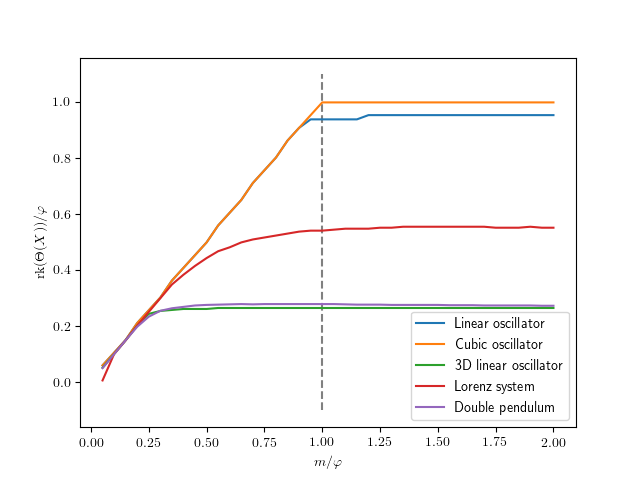 rk(Θ(X))/φ
1.0
0.8
0.6
0.4
0.2
0.0
0.00 0.25 0.50 0.75 1.00 1.25 1.50 1.75 2.00
m/φ
Linear oscillator
Cubic oscillator
3D linear oscillator
Lorenz system
Double pendulum